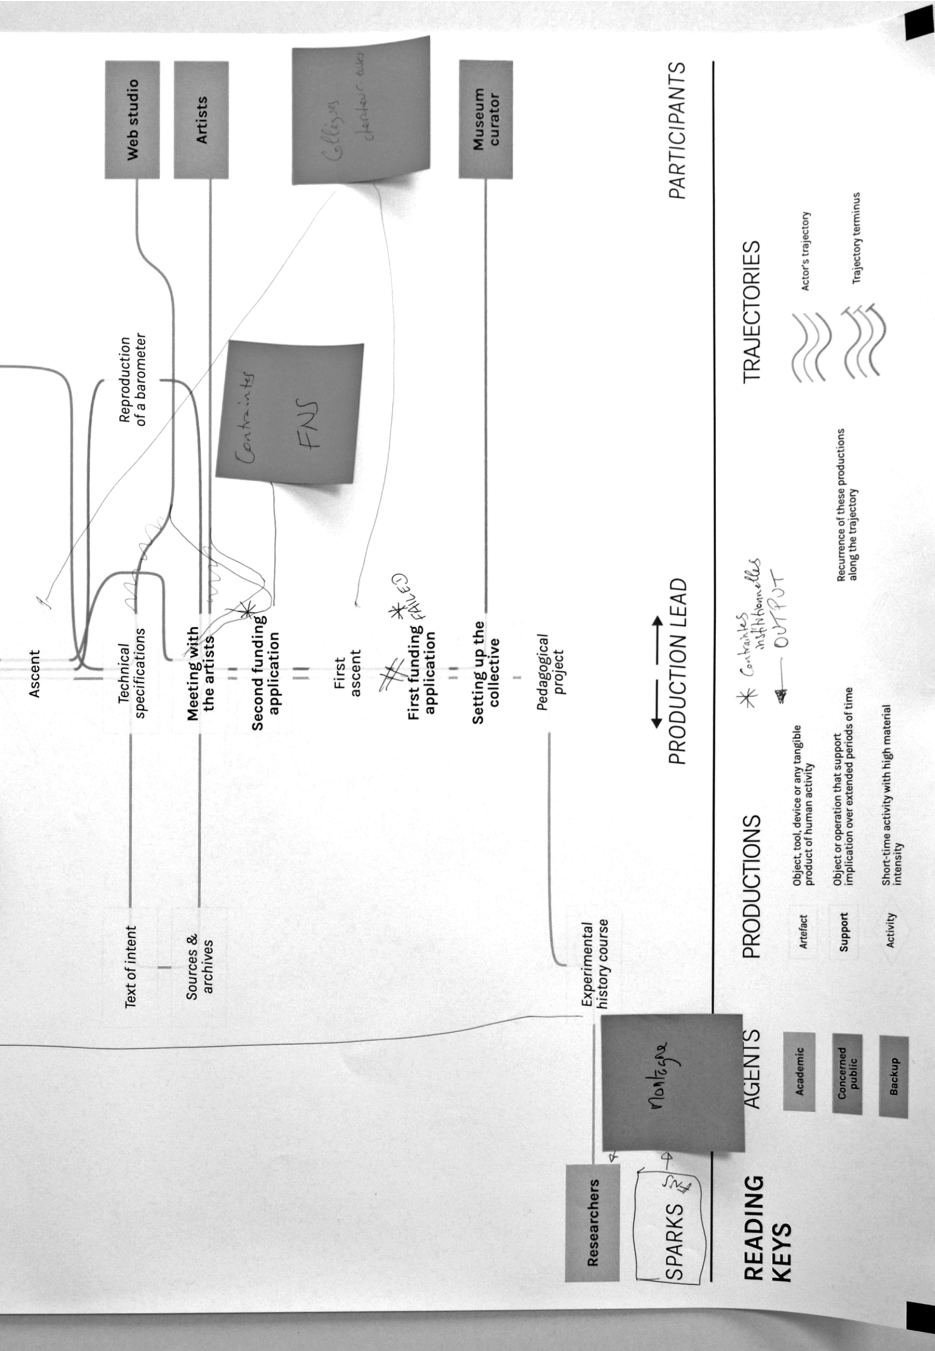 Web studio
Artists
Collègues
Museum
curator
PARTICIPANTS
Reproduction
of a barometer
Contraintes
FNS
TRAJECTORIES
Actor's trajectory
Trajectory terminus
Recurrence of these productions
along the trajectory
Ascent
Technical
specifications
Meeting with
the artists
*
Second funding
application
First
ascent
* FAILED
#
First funding
application
Setting up the
collective
Pedagogical
project
PRODUCTION LEAD
* Contraintes
institutionnelles
OUTPUT
PRODUCTIONS
Artefact
Object, tool, device or any tangible
product of human activity
Support
Object or operation that support
implication over extended periods of time
Activity
Short-time activity with high material
intensity
Text of intent
Sources &
archives
Experimental
history course
Montagne
AGENTS
Academic
Concerned
public
Backup
Researchers
SPARKS
READING
KEYS